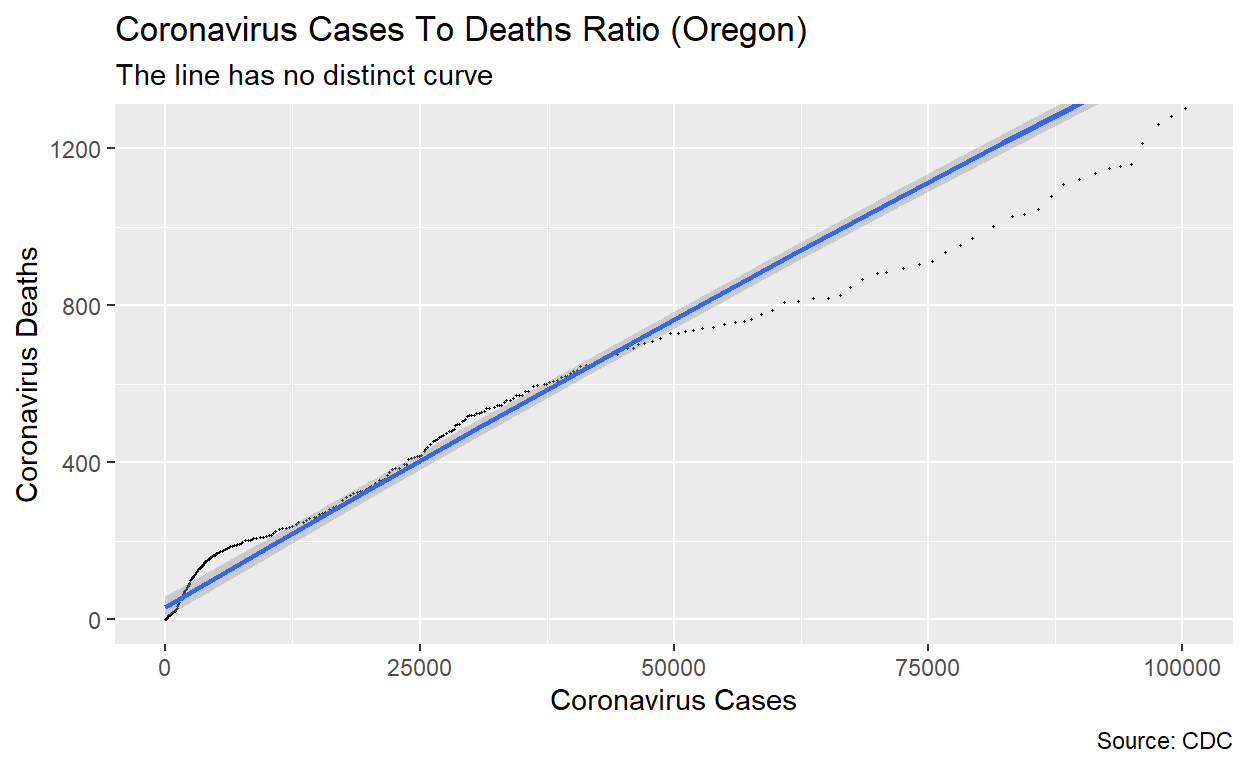 Coronavirus Cases To Deaths Ratio (Oregon)
The line has no distinct curve
1200
800
400
0
Coronavirus Deaths
0 25000 50000 75000 100000
Coronavirus Cases
Source: CDC